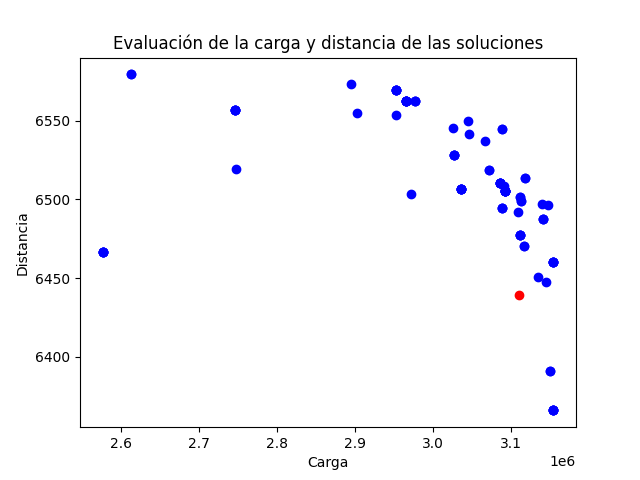 Evaluación de la carga y distancia de las soluciones
6550
6500
6450
6400
Distancia
2.6 2.7 2.8 2.9 3.0 3.1
Carga
1e6